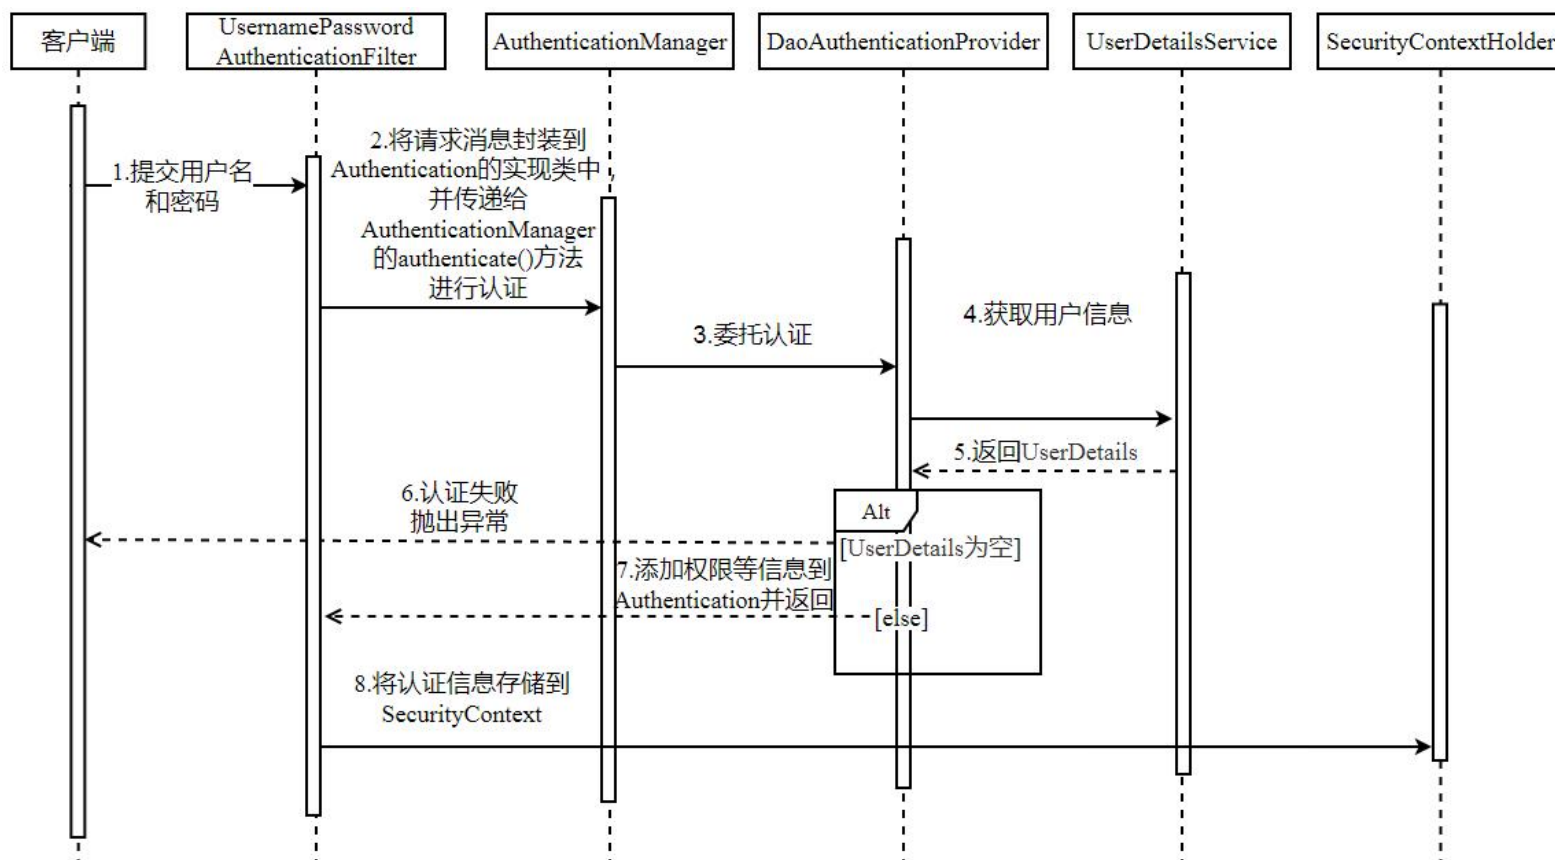 客户端
UsernamePassword
AuthenticationFilter
AuthenticationManager
DaoAuthenticationProvider
UserDetailsService
SecurityContextHolder
1.提交用户名
和密码
2.将请求消息封装到
Authentication的实现类中,
并传递给
AuthenticationManager
的authenticate()方法
进行认证
3.委托认证
4.获取用户信息
5.返回UserDetails
6.认证失败
抛出异常
Alt
[UserDetails为空]
7.添加权限等信息到
Authentication并返回
[else]
8.将认证信息存储到
SecurityContext